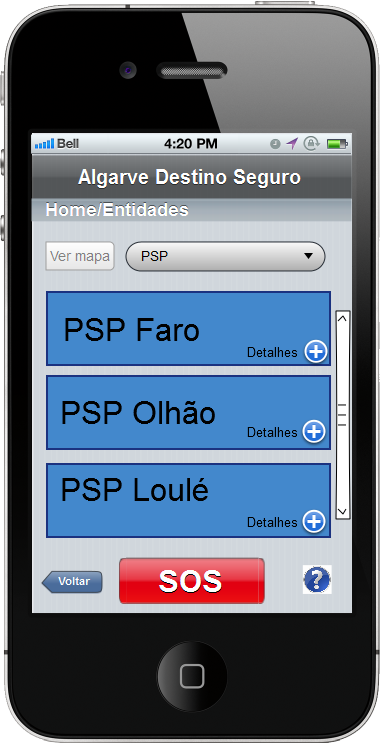 Bell 4:20 PM
Algarve Destino Seguro
Home/Entidades
Ver mapa PSP
PSP Faro
Detalhes
PSP Olhão
Detalhes
PSP Loulé
Detalhes
Voltar SOS ?